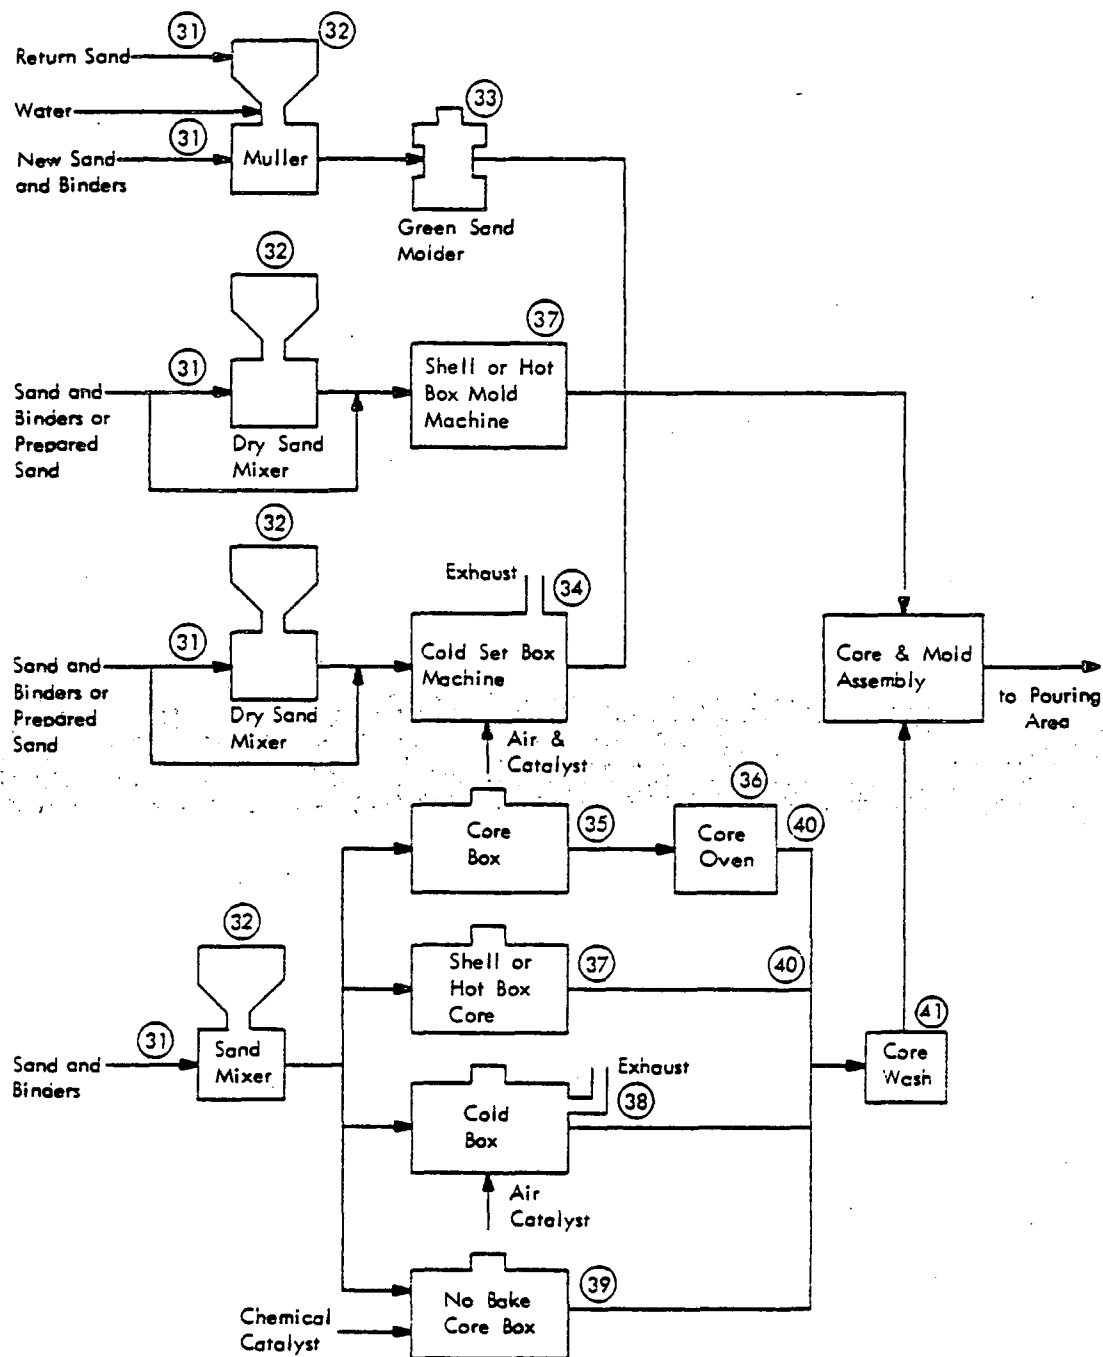 31
32
Return Sand
Water
33
31
New Sand
and Binders
Muller
Green Sand
Molder
32
37
31
Shell or Hot
Box Mold
Machine
Sand and
Binders or
Prepared
Sand
Dry Sand
Mixer
32
Exhaust
34
31
Cold Set Box
Machine
Core & Mold
Assembly
Sand and
Binders or
Prepared
Sand
to Pouring
Area
Dry Sand
Mixer
Air &
Catalyst
36
35
40
Core
Box
Core
Oven
32
37
40
Shell or
Hot Box
Core
41
31
Sand
Mixer
Core
Wash
Sand and
Binders
Exhaust
38
Cold
Box
Air
Catalyst
39
No Bake
Core Box
Chemical
Catalyst